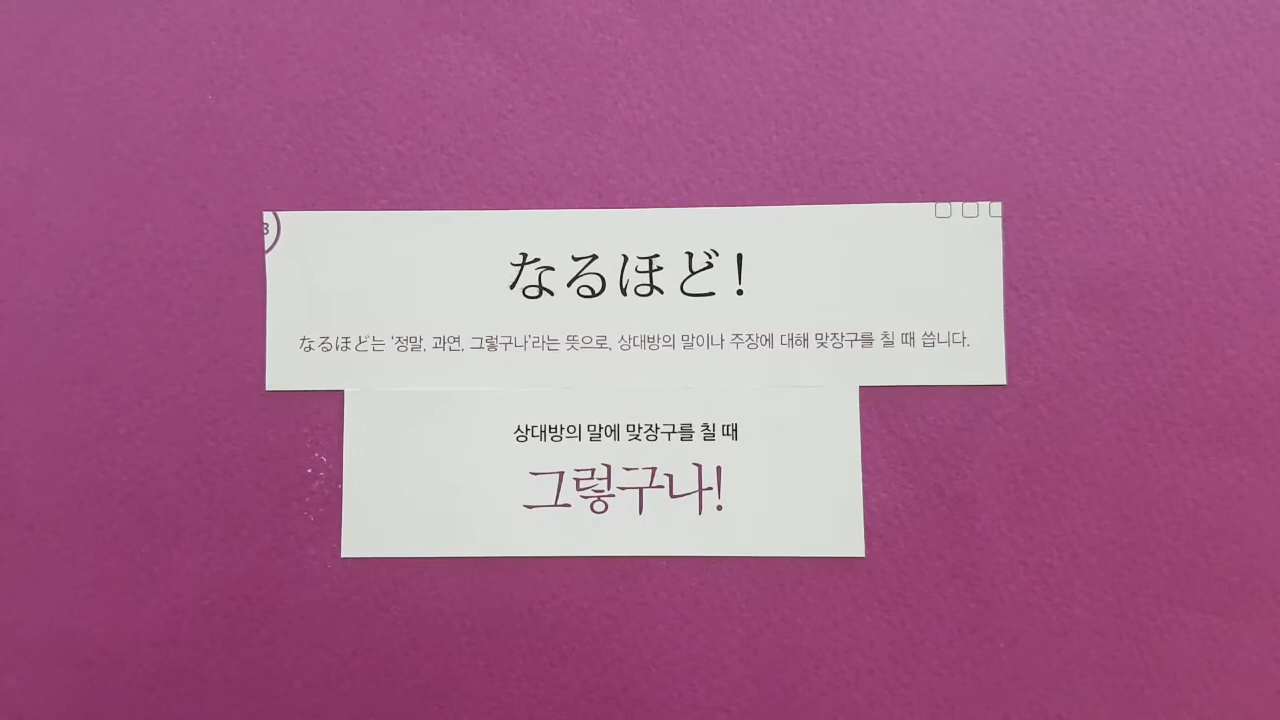 なるほど!
なるほど는 '정말, 과연, 그렇구나'라는 뜻으로, 상대방의 말이나 주장에 대해 맞장구를 칠 때 씁니다.
상대방의 말에 맞장구를 칠 때
그렇구나!